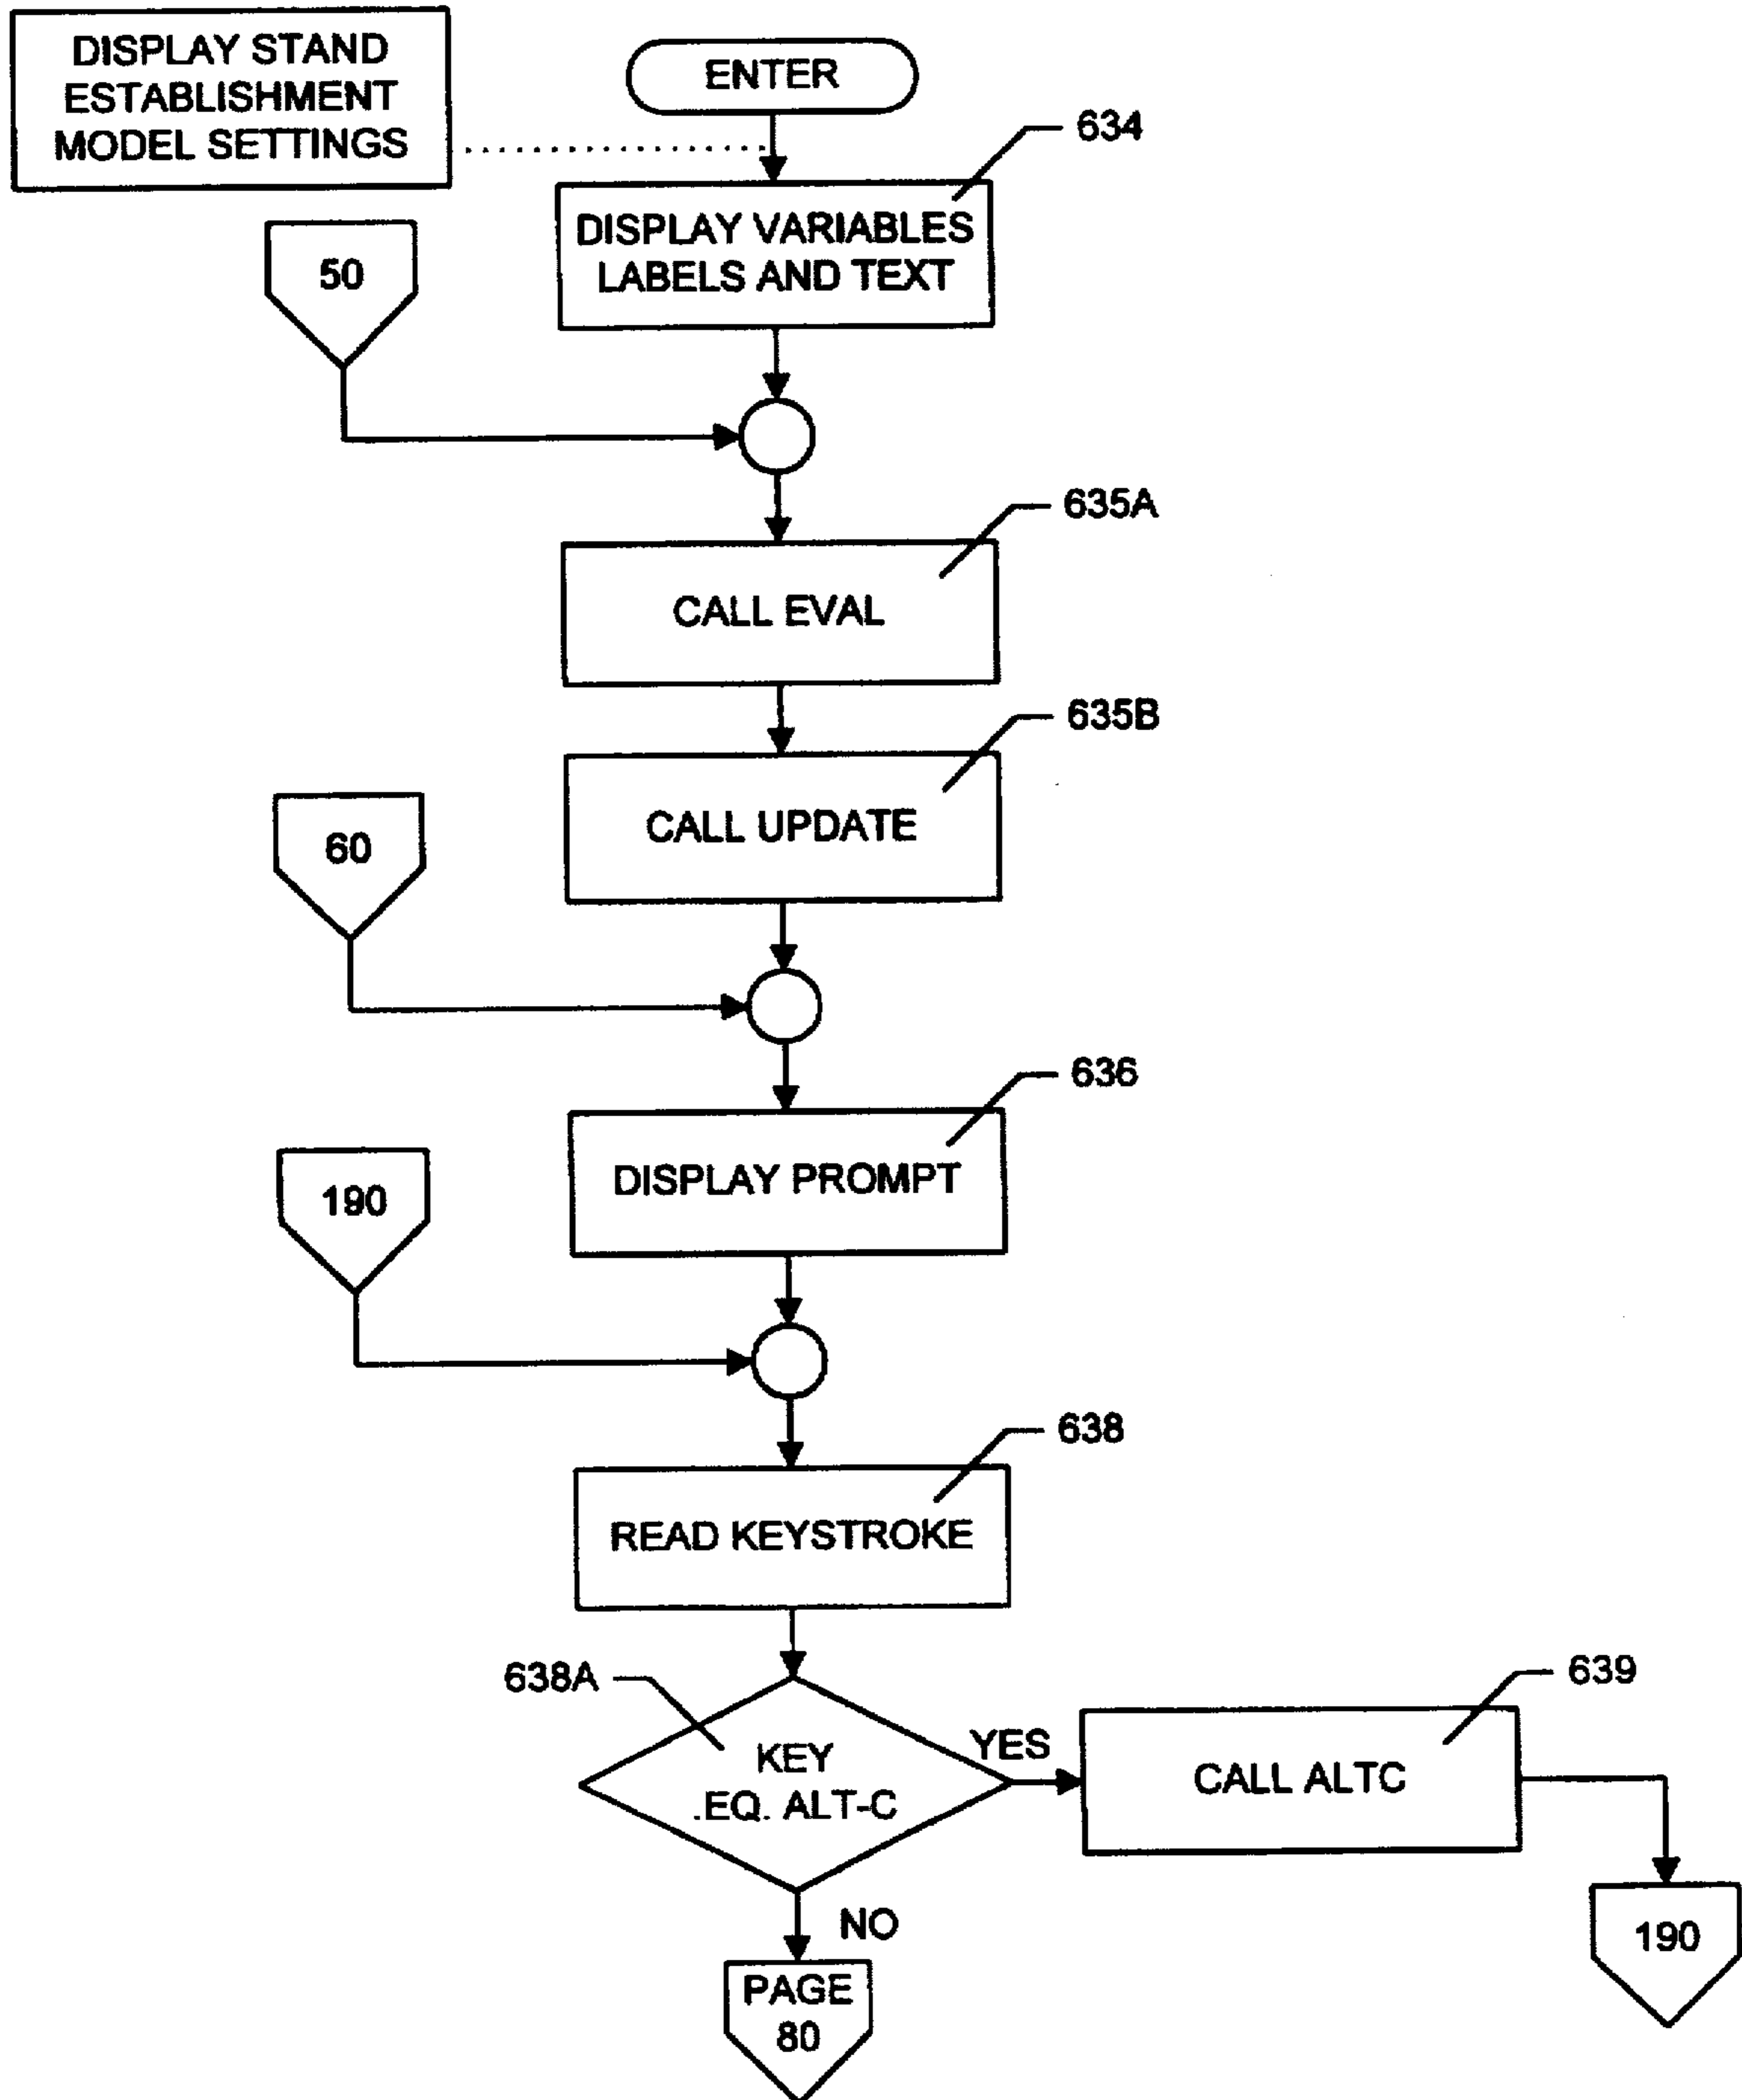 DISPLAY STAND
ESTABLISHMENT
MODEL SETTINGS
ENTER
634
DISPLAY VARIABLES
LABELS AND TEXT
50
635A
CALL EVAL
635B
CALL UPDATE
60
636
DISPLAY PROMPT
190
638
READ KEYSTROKE
638A
KEY
.EQ. ALT-C
YES
639
CALL ALTC
NO
190
PAGE
80